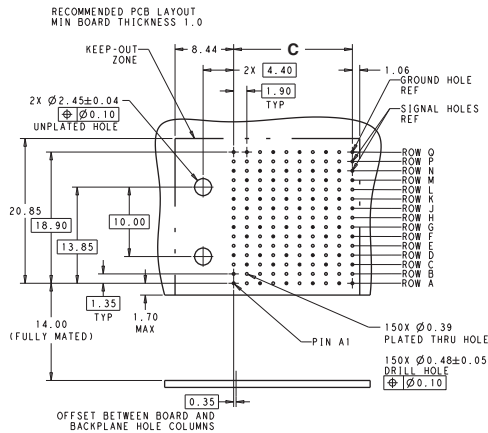 RECOMMENDED PCB LAYOUT
MIN BOARD THICKNESS 1.0
KEEP-OUT
ZONE
8.44
C
2X 4.40
1.06
1.90
TYP
GROUND HOLE
REF
SIGNAL HOLES
REF
2X Ø2.45±0.04
⌖ Ø0.10
UNPLATED HOLE
ROW Q
ROW P
ROW N
ROW M
ROW L
ROW K
ROW J
ROW H
ROW G
ROW F
ROW E
ROW D
ROW C
ROW B
ROW A
20.85
18.90
13.85
10.00
1.35
TYP
1.70
MAX
14.00
(FULLY MATED)
PIN A1
150X Ø0.39
PLATED THRU HOLE
150X Ø0.48±0.05
DRILL HOLE
⌖ Ø0.10
0.35
OFFSET BETWEEN BOARD AND
BACKPLANE HOLE COLUMNS